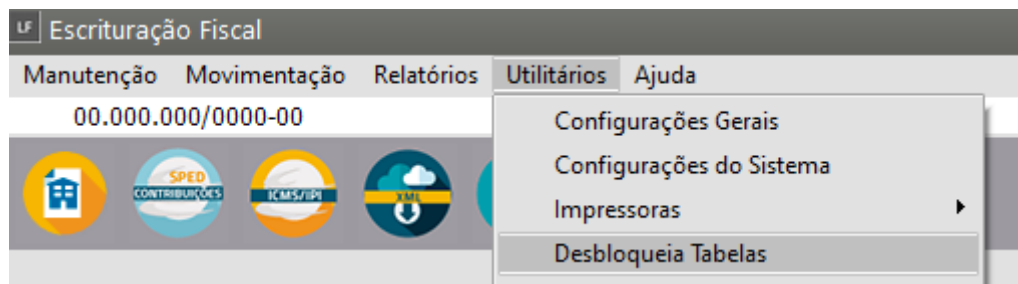 LF Escrituração Fiscal
Manutenção Movimentação Relatórios Utilitários Ajuda
00.000.000/0000-00
Configurações Gerais
Configurações do Sistema
Impressoras
Desbloqueia Tabelas
SPED
CONTRIBUIÇÕES
ICMS/IPI
XML